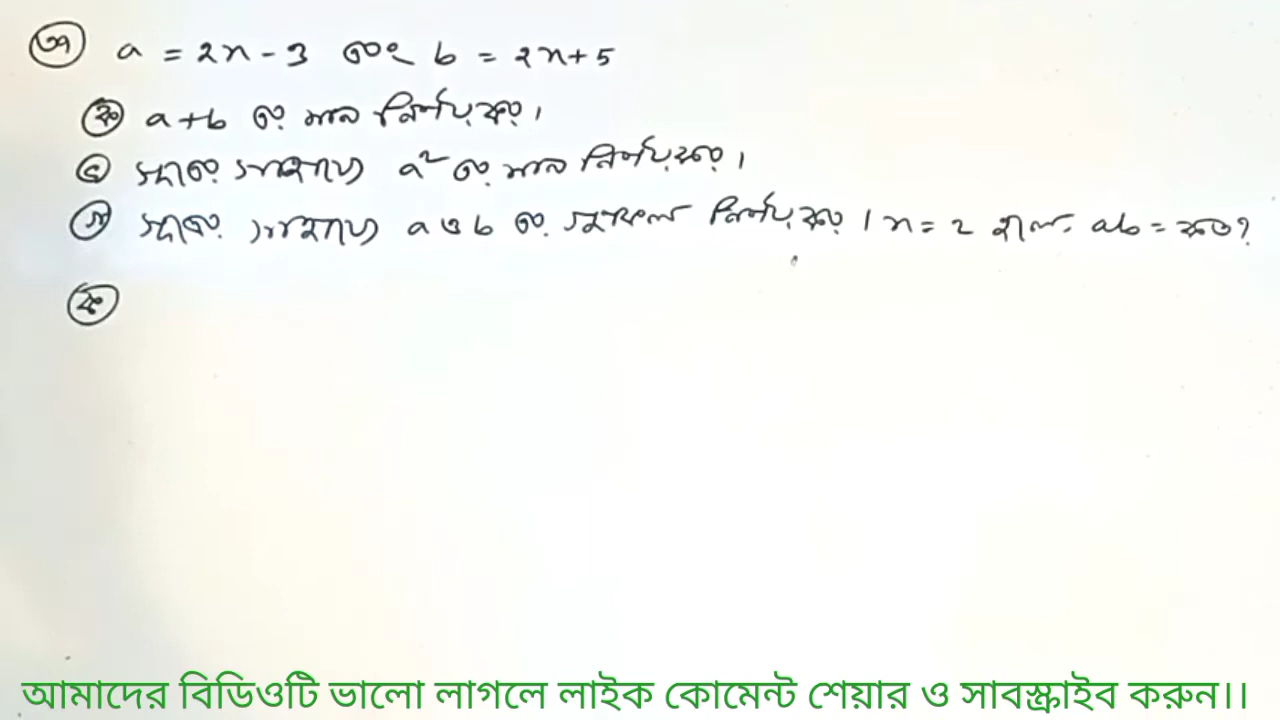 ৩৭ a = 2x - 3 এবং b = 2x + 5
ক a + b এর মান নির্ণয় কর।
খ সূত্রের সাহায্যে a² এর মান নির্ণয় কর।
গ সূত্রের সাহায্যে a ও b এর গুণফল নির্ণয় কর। x = 2 হলে, ab = কত?
ক
আমাদের বিডিওটি ভালো লাগলে লাইক কোমেন্ট শেয়ার ও সাবস্ক্রাইব করুন।।